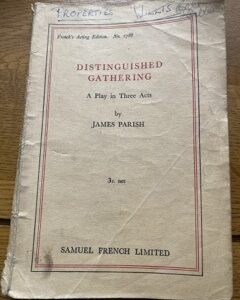 PROPERTIES
French's Acting Edition. No. 1788
DISTINGUISHED
GATHERING
A Play in Three Acts
by
JAMES PARISH
3s. net
SAMUEL FRENCH LIMITED